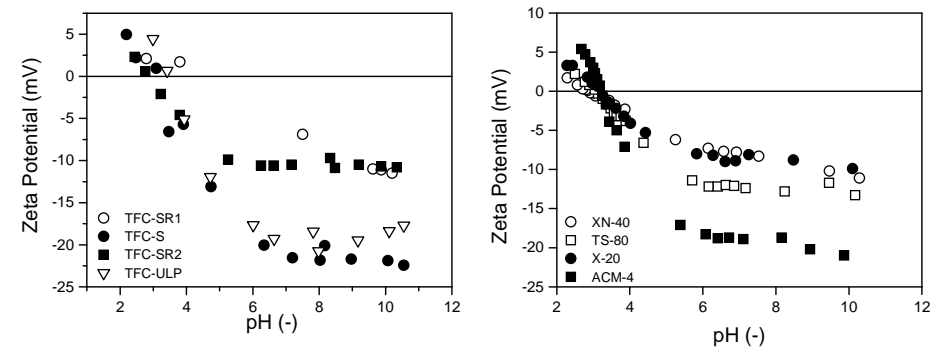 5
0
-5
-10
-15
-20
-25
Zeta Potential (mV)
TFC-SR1
TFC-S
TFC-SR2
TFC-ULP
2 4 6 8 10 12
pH (-)
10
5
0
-5
-10
-15
-20
-25
Zeta Potential (mV)
XN-40
TS-80
X-20
ACM-4
2 4 6 8 10 12
pH (-)